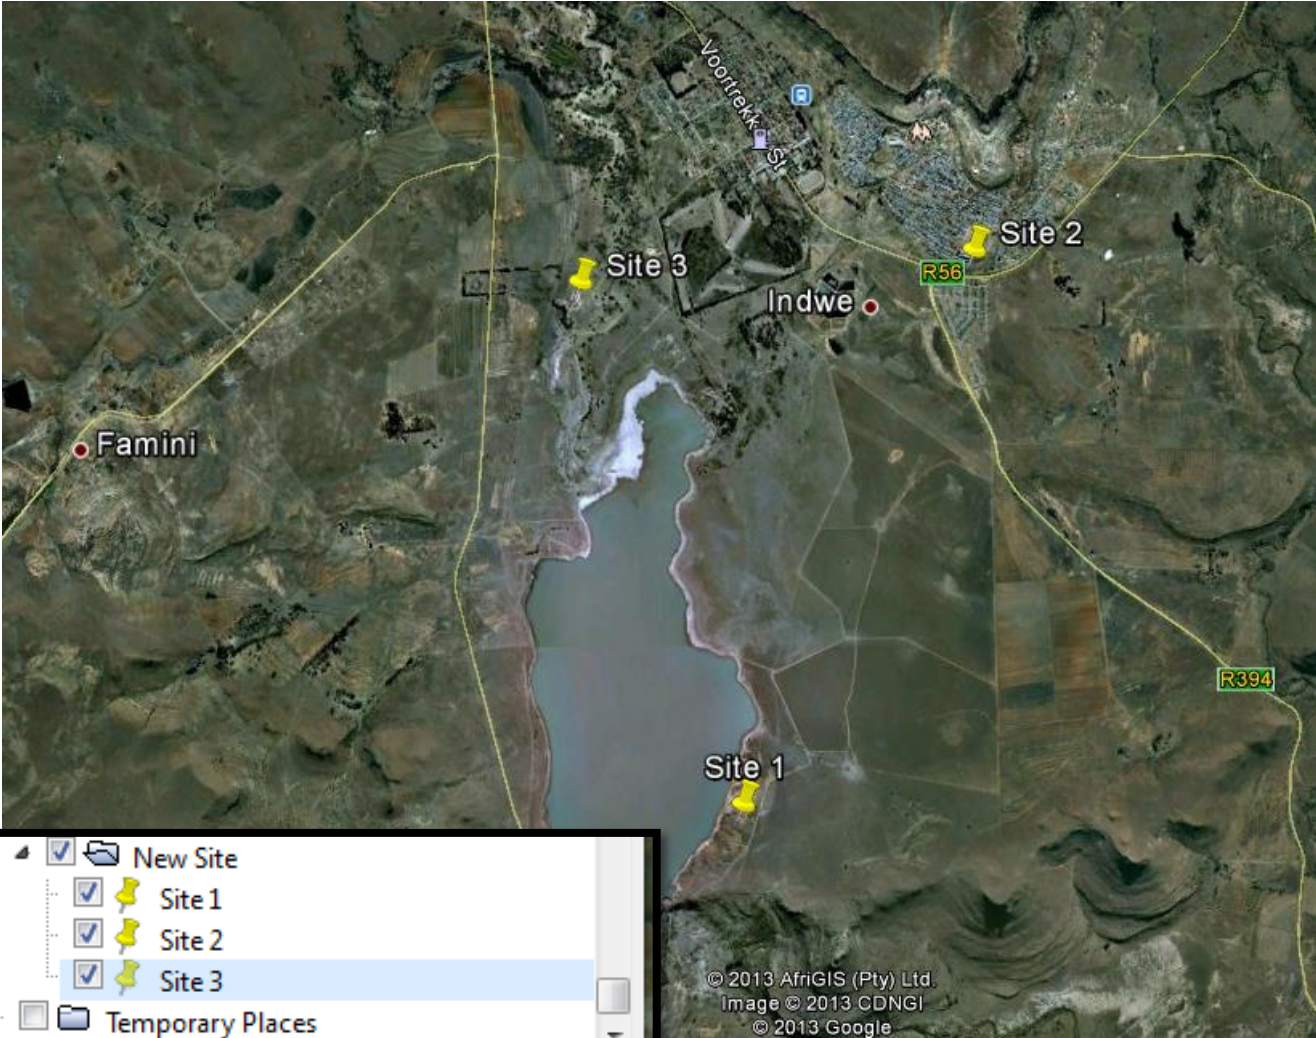 Voortrekker St
Site 2
Site 3
R56
Indwe
Famini
R394
Site 1
New Site
Site 1
Site 2
Site 3
Temporary Places
© 2013 AfriGIS (Pty) Ltd.
Image © 2013 CDNGI
© 2013 Google